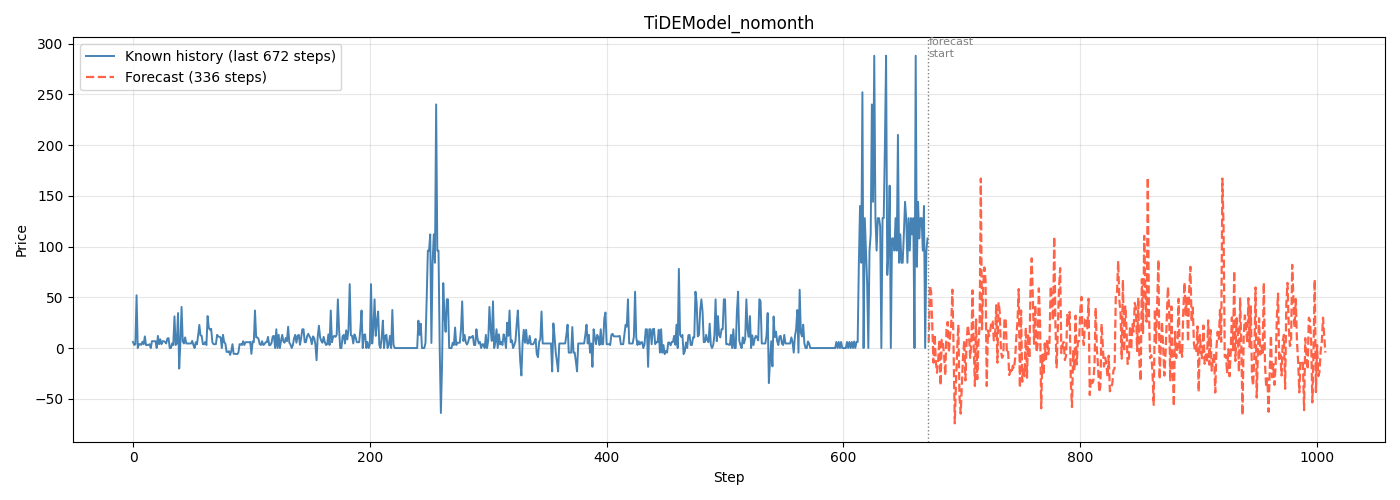 TiDEModel_nomonth
Known history (last 672 steps)
Forecast (336 steps)
forecast
start
Price
300
250
200
150
100
50
0
−50
0
200
400
600
800
1000
Step